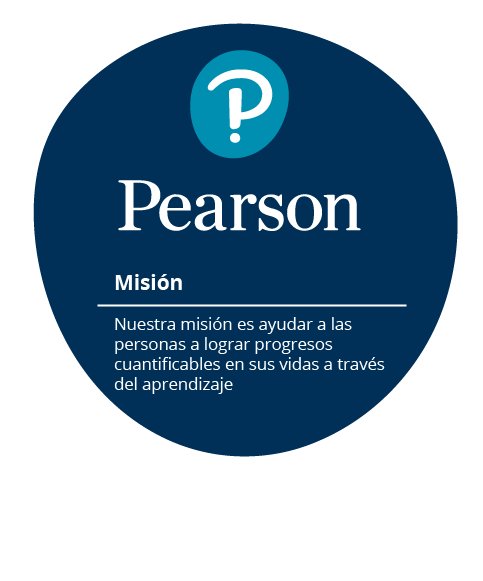 Pearson
Misión
Nuestra misión es ayudar a las
personas a lograr progresos
cuantificables en sus vidas a través
del aprendizaje